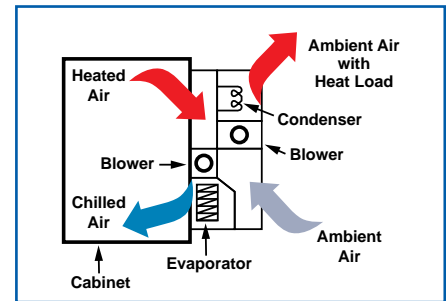 Heated
Air
Ambient Air
with
Heat Load
Condenser
Blower
Blower
Chilled
Air
Evaporator
Ambient
Air
Cabinet